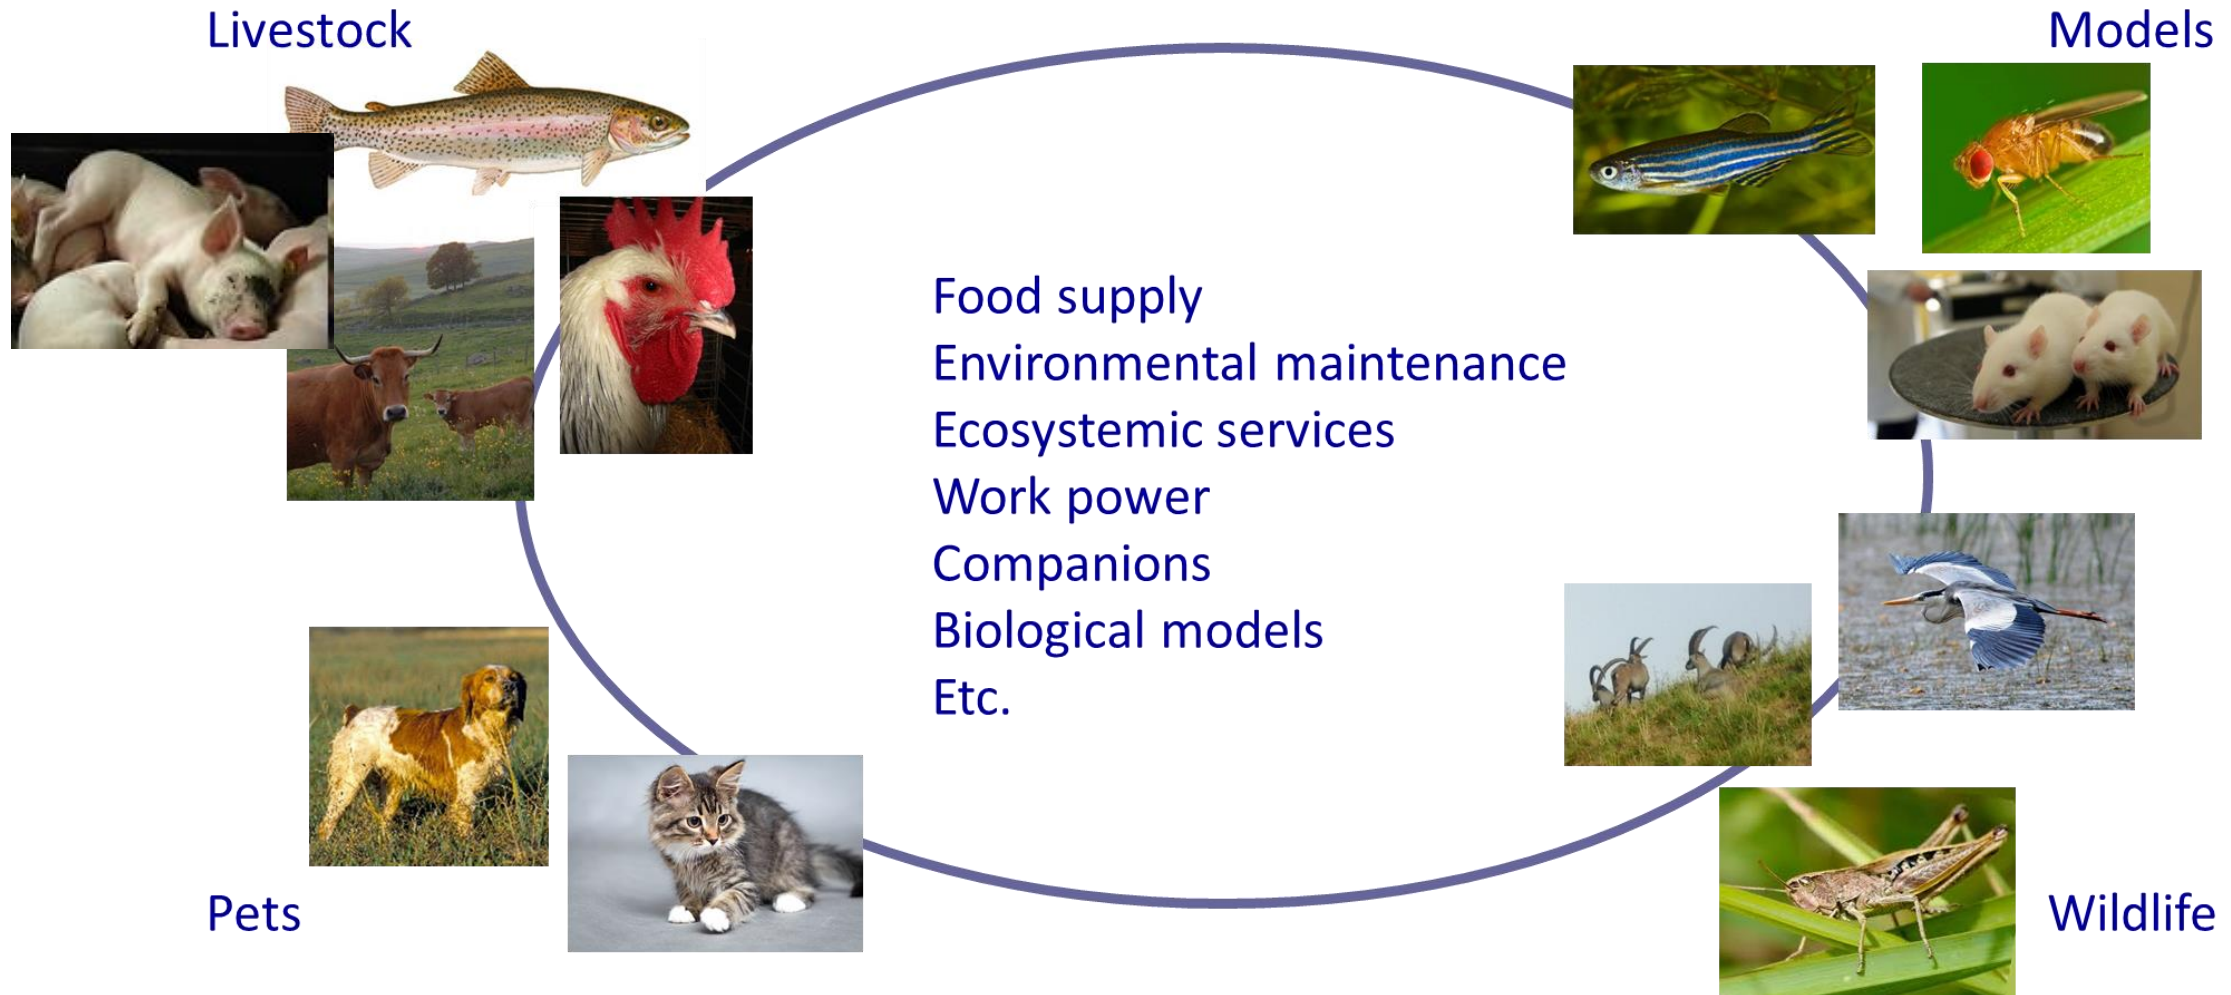 Livestock
Models
Food supply
Environmental maintenance
Ecosystemic services
Work power
Companions
Biological models
Etc.
Pets
Wildlife